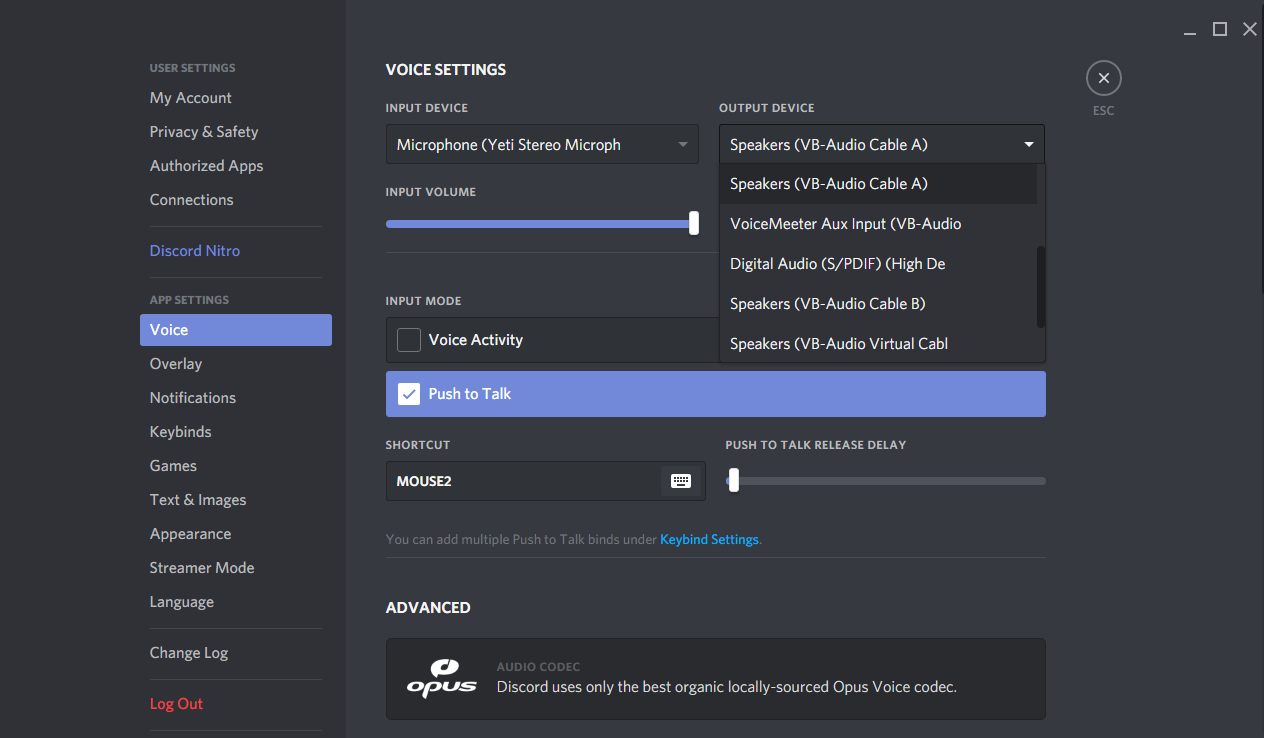 USER SETTINGS
My Account
Privacy & Safety
Authorized Apps
Connections
Discord Nitro
APP SETTINGS
Voice
Overlay
Notifications
Keybinds
Games
Text & Images
Appearance
Streamer Mode
Language
Change Log
Log Out
VOICE SETTINGS
INPUT DEVICE
Microphone (Yeti Stereo Microph
OUTPUT DEVICE
Speakers (VB-Audio Cable A)
Speakers (VB-Audio Cable A)
VoiceMeeter Aux Input (VB-Audio
Digital Audio (S/PDIF) (High De
Speakers (VB-Audio Cable B)
Speakers (VB-Audio Virtual Cabl
ESC
INPUT VOLUME
INPUT MODE
Voice Activity
Push to Talk
SHORTCUT
MOUSE2
PUSH TO TALK RELEASE DELAY
You can add multiple Push to Talk binds under Keybind Settings.
ADVANCED
opus
AUDIO CODEC
Discord uses only the best organic locally-sourced Opus Voice codec.